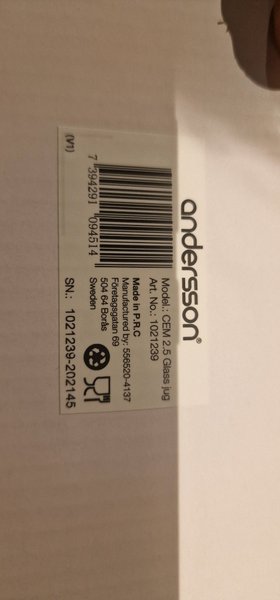 andersson®
Model.: CEM 2.5 Glass jug
Art. No.: 1021239
7 394291 094514
Made in P.R.C
Manufactured by: 556520-4137
Företagsgatan 69
504 64 Borås
Sweden
(V1)
SN.: 1021239-202145